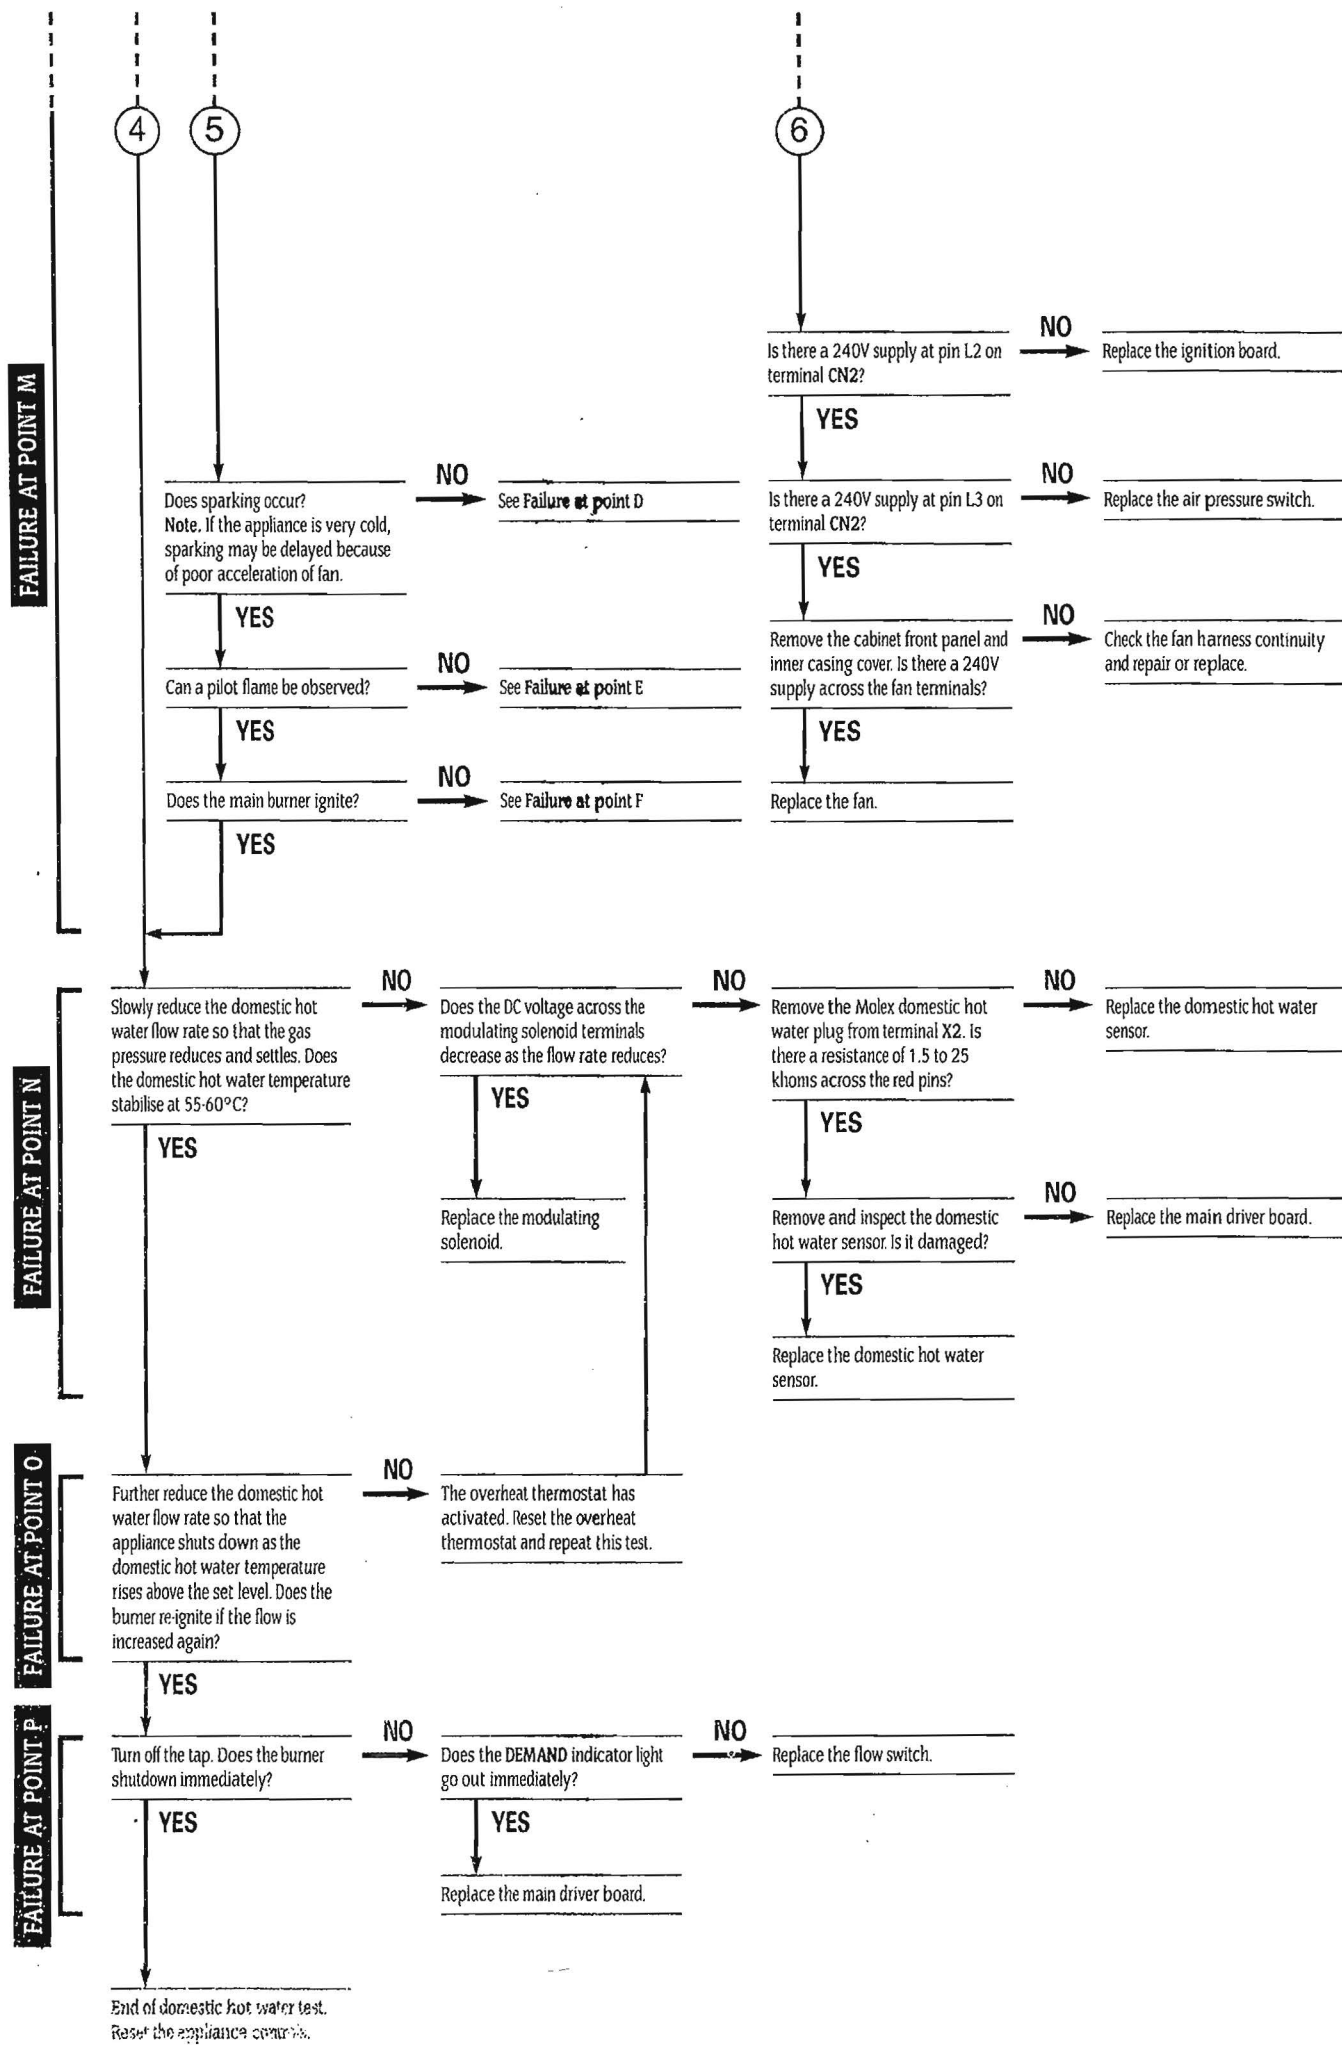 4
5
6
FAILURE AT POINT M
Is there a 240V supply at pin L2 on
terminal CN2?
NO
Replace the ignition board.
YES
Does sparking occur?
Note. If the appliance is very cold,
sparking may be delayed because
of poor acceleration of fan.
NO
See Failure at point D
Is there a 240V supply at pin L3 on
terminal CN2?
NO
Replace the air pressure switch.
YES
YES
Remove the cabinet front panel and
inner casing cover. Is there a 240V
supply across the fan terminals?
NO
Check the fan harness continuity
and repair or replace.
Can a pilot flame be observed?
NO
See Failure at point E
YES
YES
Does the main burner ignite?
NO
See Failure at point F
Replace the fan.
YES
FAILURE AT POINT N
Slowly reduce the domestic hot
water flow rate so that the gas
pressure reduces and settles. Does
the domestic hot water temperature
stabilise at 55-60°C?
NO
Does the DC voltage across the
modulating solenoid terminals
decrease as the flow rate reduces?
NO
Remove the Molex domestic hot
water plug from terminal X2. Is
there a resistance of 1.5 to 25
khoms across the red pins?
NO
Replace the domestic hot water
sensor.
YES
YES
YES
Replace the modulating
solenoid.
Remove and inspect the domestic
hot water sensor. Is it damaged?
NO
Replace the main driver board.
YES
Replace the domestic hot water
sensor.
FAILURE AT POINT O
Further reduce the domestic hot
water flow rate so that the
appliance shuts down as the
domestic hot water temperature
rises above the set level. Does the
burner re-ignite if the flow is
increased again?
NO
The overheat thermostat has
activated. Reset the overheat
thermostat and repeat this test.
YES
FAILURE AT POINT P
Turn off the tap. Does the burner
shutdown immediately?
NO
Does the DEMAND indicator light
go out immediately?
NO
Replace the flow switch.
YES
YES
Replace the main driver board.
End of domestic hot water test.
Reset the appliance controls.